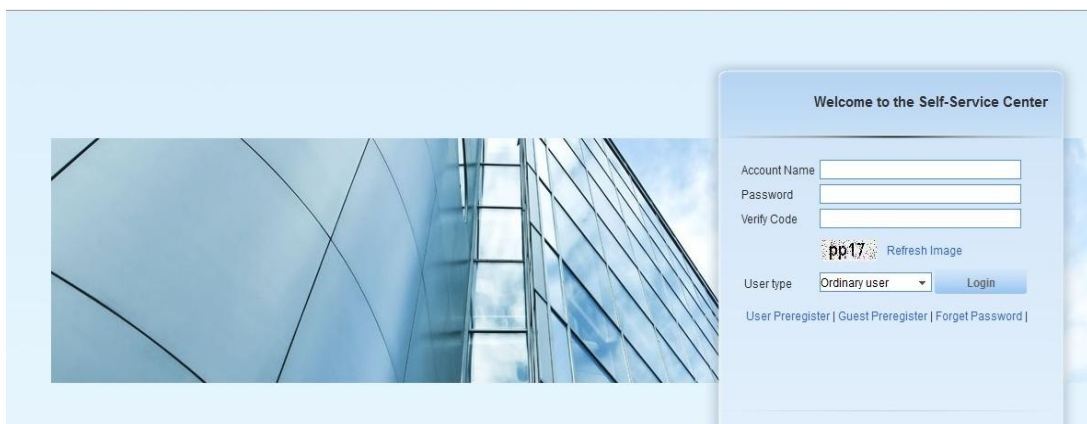 Welcome to the Self-Service Center
Account Name
Password
Verify Code
pp17 Refresh Image
User type Ordinary user Login
User Preregister | Guest Preregister | Forget Password |